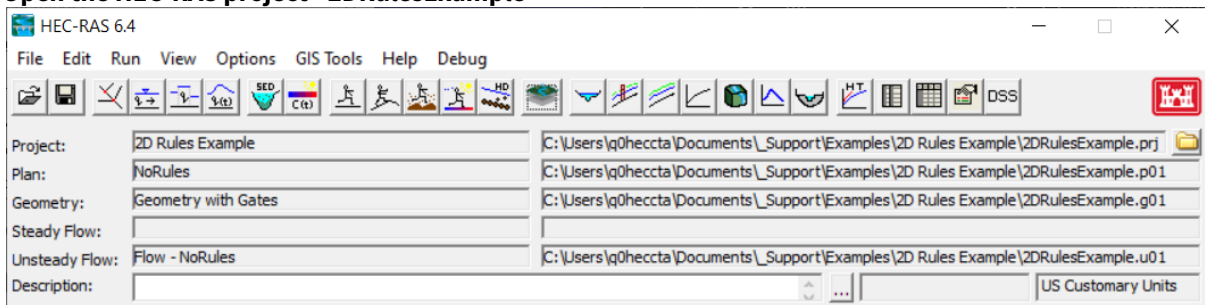 HEC-RAS 6.4
File Edit Run View Options GIS Tools Help Debug
SED C(t) HD HT DSS
Project: 2D Rules Example C:\Users\q0heccta\Documents\_Support\Examples\2D Rules Example\2DRulesExample.prj
Plan: NoRules C:\Users\q0heccta\Documents\_Support\Examples\2D Rules Example\2DRulesExample.p01
Geometry: Geometry with Gates C:\Users\q0heccta\Documents\_Support\Examples\2D Rules Example\2DRulesExample.g01
Steady Flow:
Unsteady Flow: Flow - NoRules C:\Users\q0heccta\Documents\_Support\Examples\2D Rules Example\2DRulesExample.u01
Description: ... US Customary Units